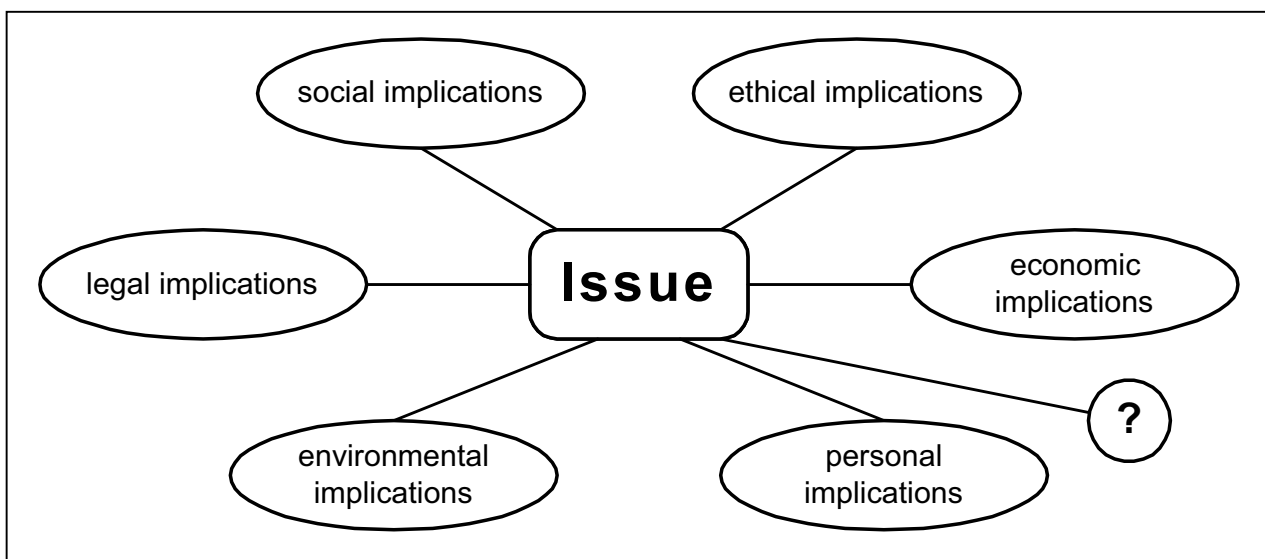 social implications
ethical implications
legal implications
Issue
economic
implications
?
environmental
implications
personal
implications